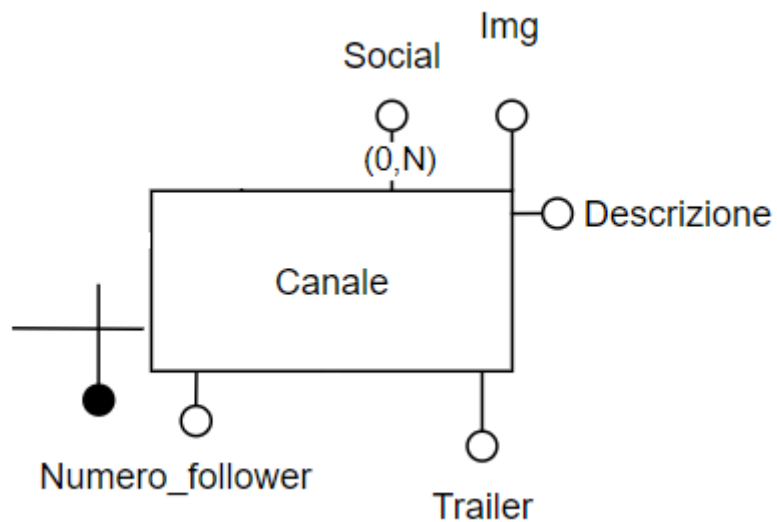 Img
Social
(0,N)
Descrizione
Canale
Numero_follower
Trailer